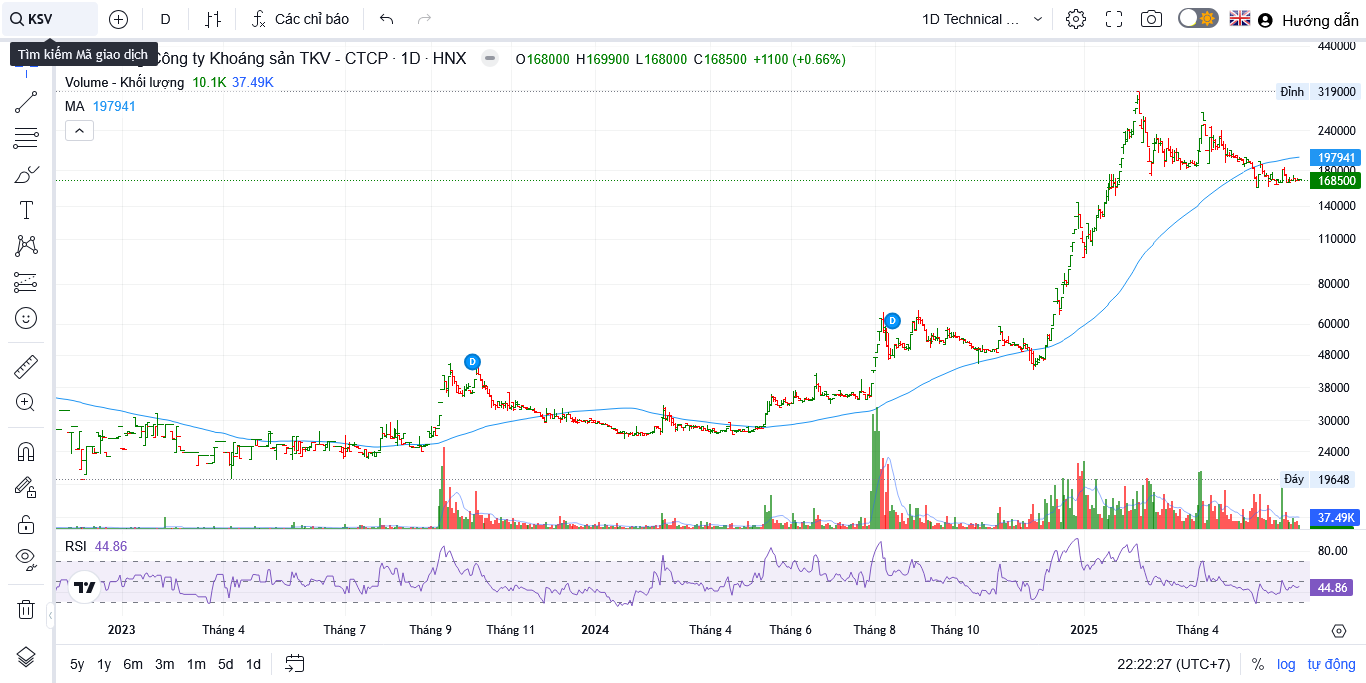 KSV
D
Các chỉ báo
1D Technical ...
Hướng dẫn
Tìm kiếm Mã giao dịch
Công ty Khoáng sản TKV - CTCP · 1D · HNX
O168000 H169900 L168000 C168500 +1100 (+0.66%)
Volume - Khối lượng 10.1K 37.49K
MA 197941
440000
Đỉnh 319000
240000
197941
180000
168500
140000
110000
80000
60000
48000
38000
30000
24000
Đáy 19648
37.49K
D
D
RSI 44.86
80.00
44.86
2023 Tháng 4 Tháng 7 Tháng 9 Tháng 11 2024 Tháng 4 Tháng 6 Tháng 8 Tháng 10 2025 Tháng 4
5y 1y 6m 3m 1m 5d 1d
22:22:27 (UTC+7) % log tự động